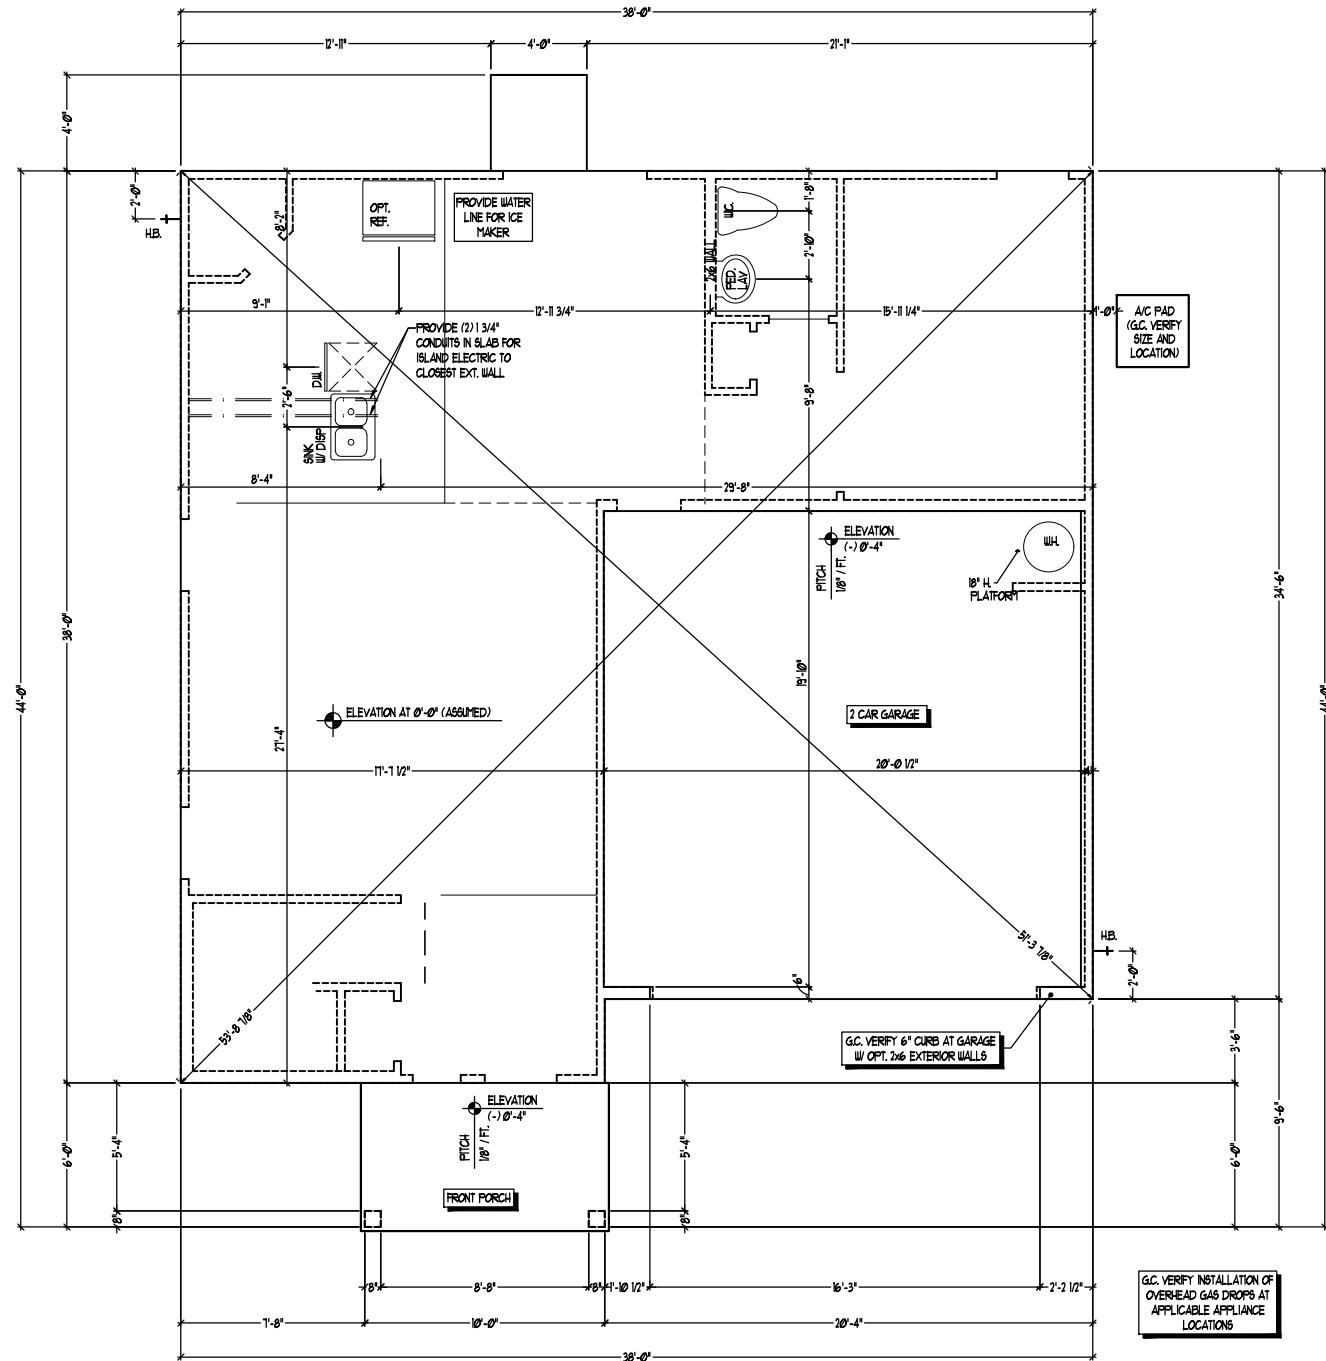 38'-0"
12'-11"
4'-0"
21'-1"
4'-0"
2'-0"
H.B.
8'-2"
OPT.
REF.
PROVIDE WATER
LINE FOR ICE
MAKER
W.C.
1'-8"
2'-10"
2x6 WALL
PED.
LAV
9'-1"
12'-11 3/4"
15'-11 1/4"
1'-0"
A/C PAD
(G.C. VERIFY
SIZE AND
LOCATION)
PROVIDE (2) 1 3/4"
CONDUITS IN SLAB FOR
ISLAND ELECTRIC TO
CLOSEST EXT. WALL
D.W.
2'-6"
9'-8"
SINK
W/ DISP
8'-4"
29'-8"
ELEVATION
(-) 0'-4"
PITCH
1/8" / FT.
W.H.
18" H.
PLATFORM
38'-0"
34'-6"
44'-0"
44'-0"
19'-10"
ELEVATION AT 0'-0" (ASSUMED)
2 CAR GARAGE
27'-4"
17'-7 1/2"
20'-0 1/2"
51'-3 7/8"
H.B.
2'-0"
6"
53'-8 7/8"
G.C. VERIFY 6" CURB AT GARAGE
W/ OPT. 2x6 EXTERIOR WALLS
3'-6"
ELEVATION
(-) 0'-4"
PITCH
1/8" / FT.
5'-4"
6'-0"
5'-4"
6'-0"
9'-6"
FRONT PORCH
8"
8"
8"
8'-8"
8"
1'-10 1/2"
16'-3"
2'-2 1/2"
G.C. VERIFY INSTALLATION OF
OVERHEAD GAS DROPS AT
APPLICABLE APPLIANCE
LOCATIONS
7'-8"
10'-0"
20'-4"
38'-0"